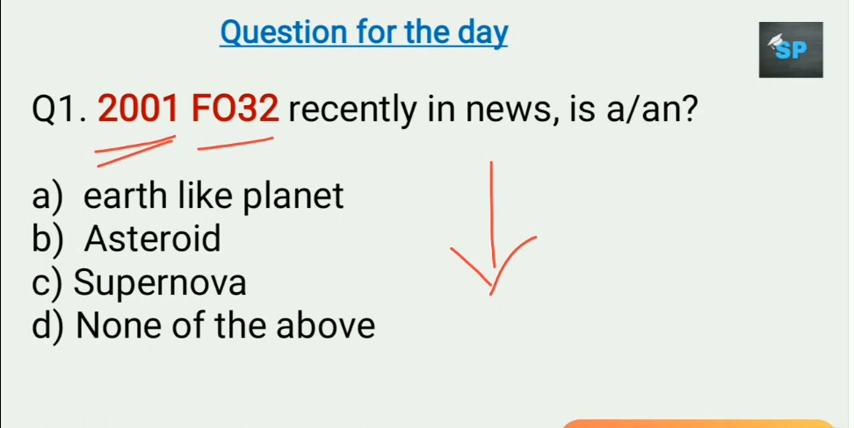 Question for the day
SP
Q1. 2001 FO32 recently in news, is a/an?
a) earth like planet
b) Asteroid
c) Supernova
d) None of the above